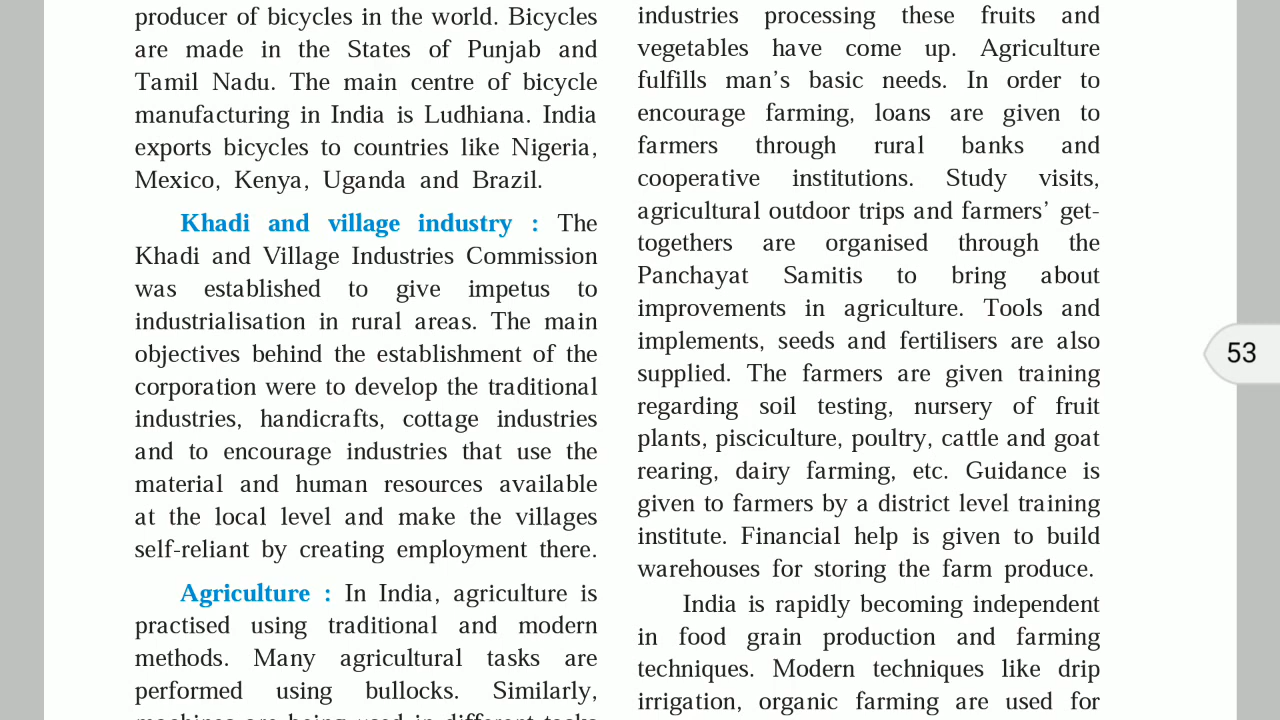 producer of bicycles in the world. Bicycles
are made in the States of Punjab and
Tamil Nadu. The main centre of bicycle
manufacturing in India is Ludhiana. India
exports bicycles to countries like Nigeria,
Mexico, Kenya, Uganda and Brazil.
Khadi and village industry : The
Khadi and Village Industries Commission
was established to give impetus to
industrialisation in rural areas. The main
objectives behind the establishment of the
corporation were to develop the traditional
industries, handicrafts, cottage industries
and to encourage industries that use the
material and human resources available
at the local level and make the villages
self-reliant by creating employment there.
Agriculture : In India, agriculture is
practised using traditional and modern
methods. Many agricultural tasks are
performed using bullocks. Similarly,
machines are being used in different tasks
industries processing these fruits and
vegetables have come up. Agriculture
fulfills man's basic needs. In order to
encourage farming, loans are given to
farmers through rural banks and
cooperative institutions. Study visits,
agricultural outdoor trips and farmers' get-
togethers are organised through the
Panchayat Samitis to bring about
improvements in agriculture. Tools and
implements, seeds and fertilisers are also
supplied. The farmers are given training
regarding soil testing, nursery of fruit
plants, pisciculture, poultry, cattle and goat
rearing, dairy farming, etc. Guidance is
given to farmers by a district level training
institute. Financial help is given to build
warehouses for storing the farm produce.
India is rapidly becoming independent
in food grain production and farming
techniques. Modern techniques like drip
irrigation, organic farming are used for
53